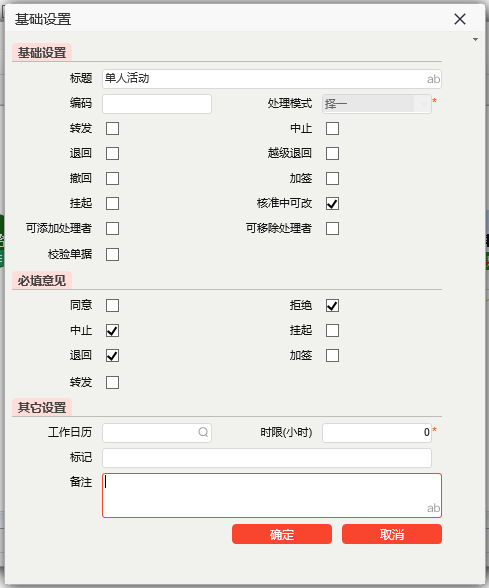 基础设置
基础设置
标题 单人活动 ab
编码 处理模式 择一 *
转发 中止
退回 越级退回
撤回 加签
挂起 核准中可改
可添加处理者 可移除处理者
校验单据
必填意见
同意 拒绝
中止 挂起
退回 加签
转发
其它设置
工作日历 时限(小时) 0 *
标记
备注
ab
确定 取消